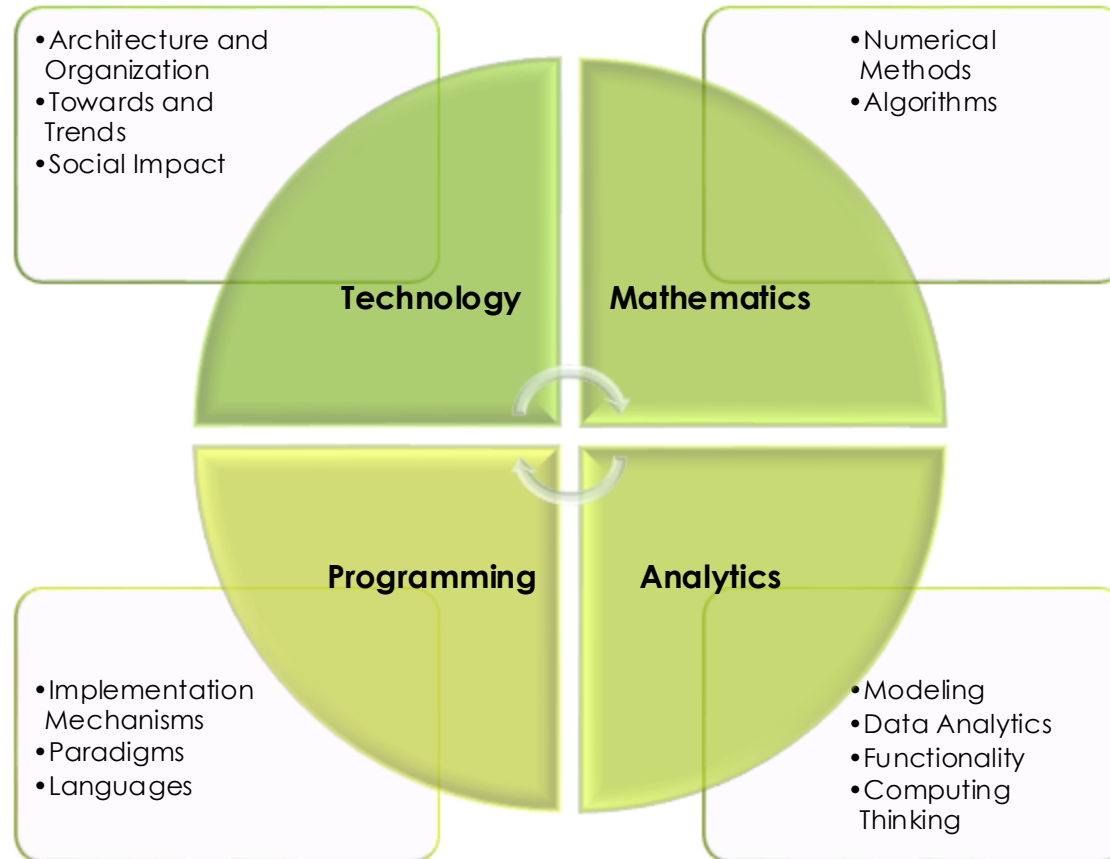 •Architecture and
Organization
•Towards and
Trends
•Social Impact
•Numerical
Methods
•Algorithms
Technology
Mathematics
Programming
Analytics
•Implementation
Mechanisms
•Paradigms
•Languages
•Modeling
•Data Analytics
•Functionality
•Computing
Thinking